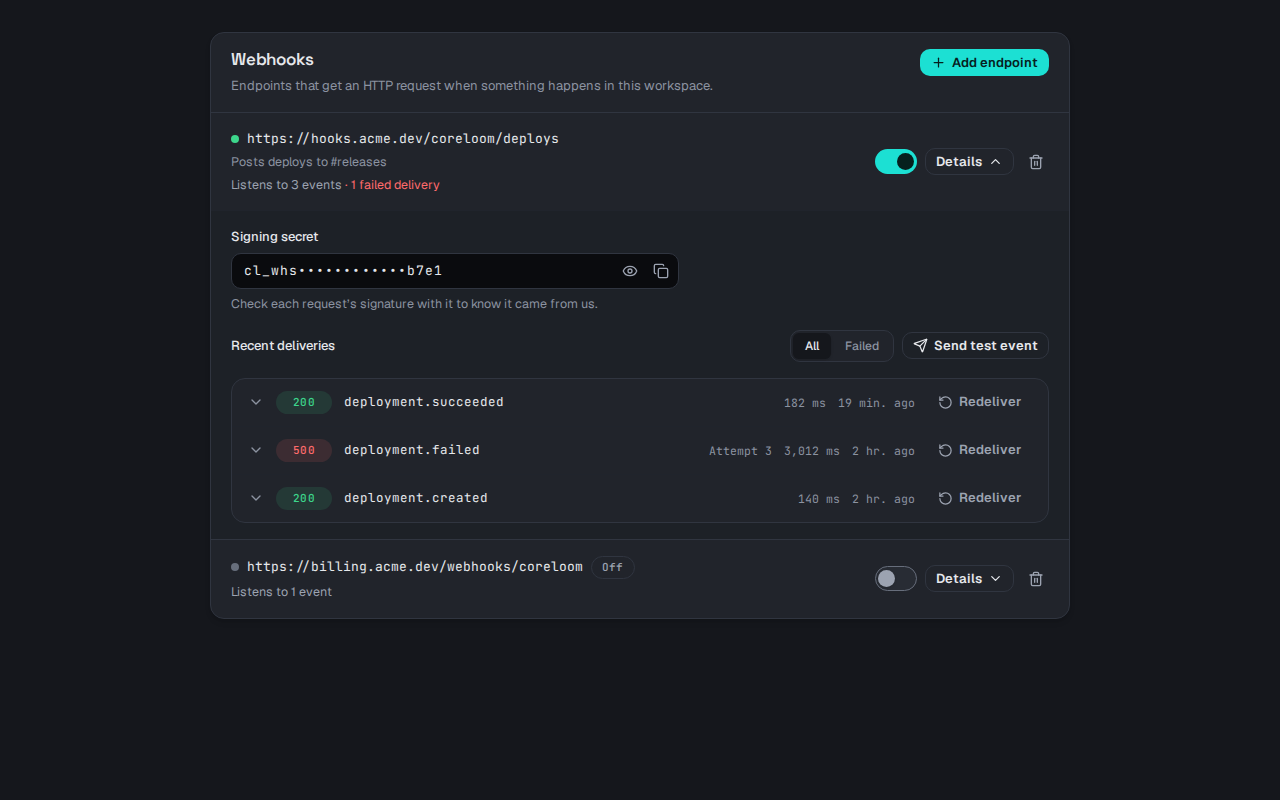 Webhooks
Add endpoint
Endpoints that get an HTTP request when something happens in this workspace.
https://hooks.acme.dev/coreloom/deploys
Posts deploys to #releases
Details
Listens to 3 events · 1 failed delivery
Signing secret
cl_whs••••••••••••b7e1
Check each request's signature with it to know it came from us.
Recent deliveries
All Failed
Send test event
200 deployment.succeeded 182 ms 19 min. ago Redeliver
500 deployment.failed Attempt 3 3,012 ms 2 hr. ago Redeliver
200 deployment.created 140 ms 2 hr. ago Redeliver
https://billing.acme.dev/webhooks/coreloom Off
Details
Listens to 1 event